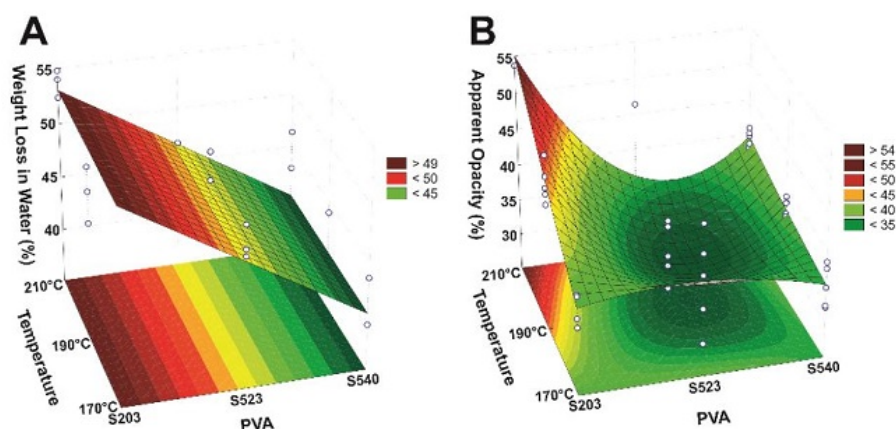 A
Weight Loss in Water (%)
55
50
45
40
210°C
190°C
170°C
Temperature
S203
S523
S540
PVA
> 49
< 50
< 45
B
Apparent Opacity (%)
55
50
45
40
35
30
210°C
190°C
170°C
Temperature
S203
S523
S540
PVA
> 54
< 55
< 50
< 45
< 40
< 35